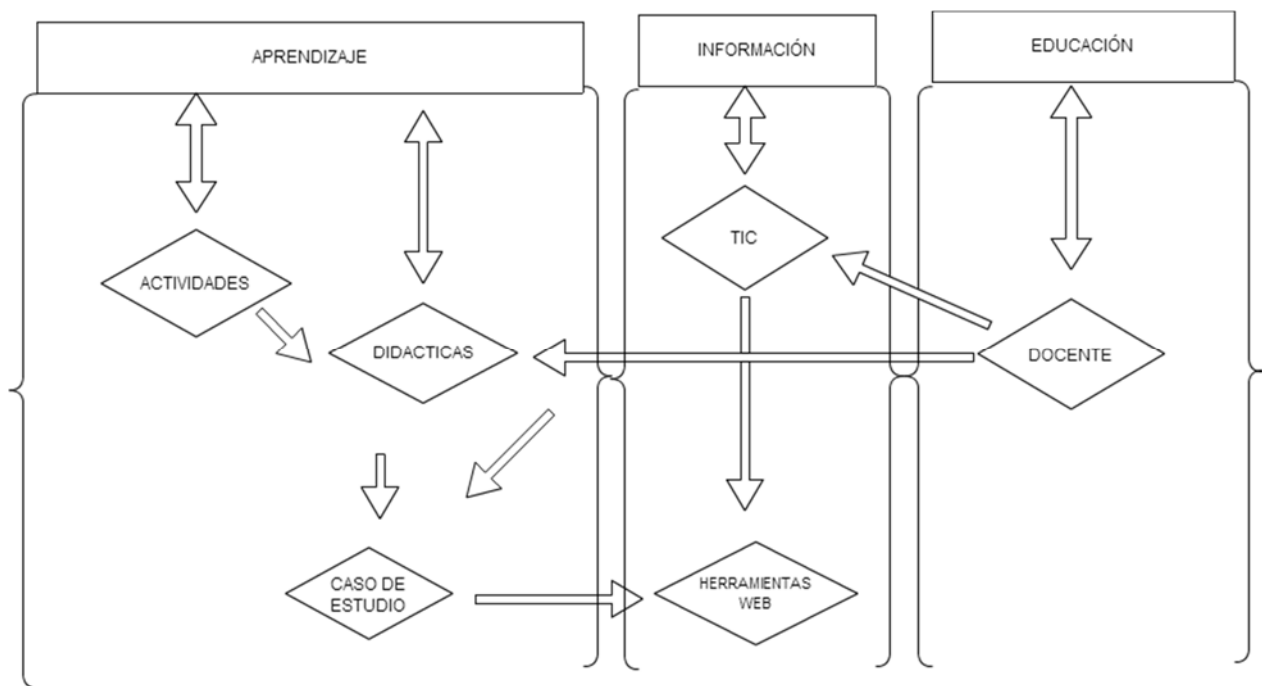 APRENDIZAJE
INFORMACIÓN
EDUCACIÓN
TIC
ACTIVIDADES
DIDACTICAS
DOCENTE
CASO DE
ESTUDIO
HERRAMIENTAS
WEB